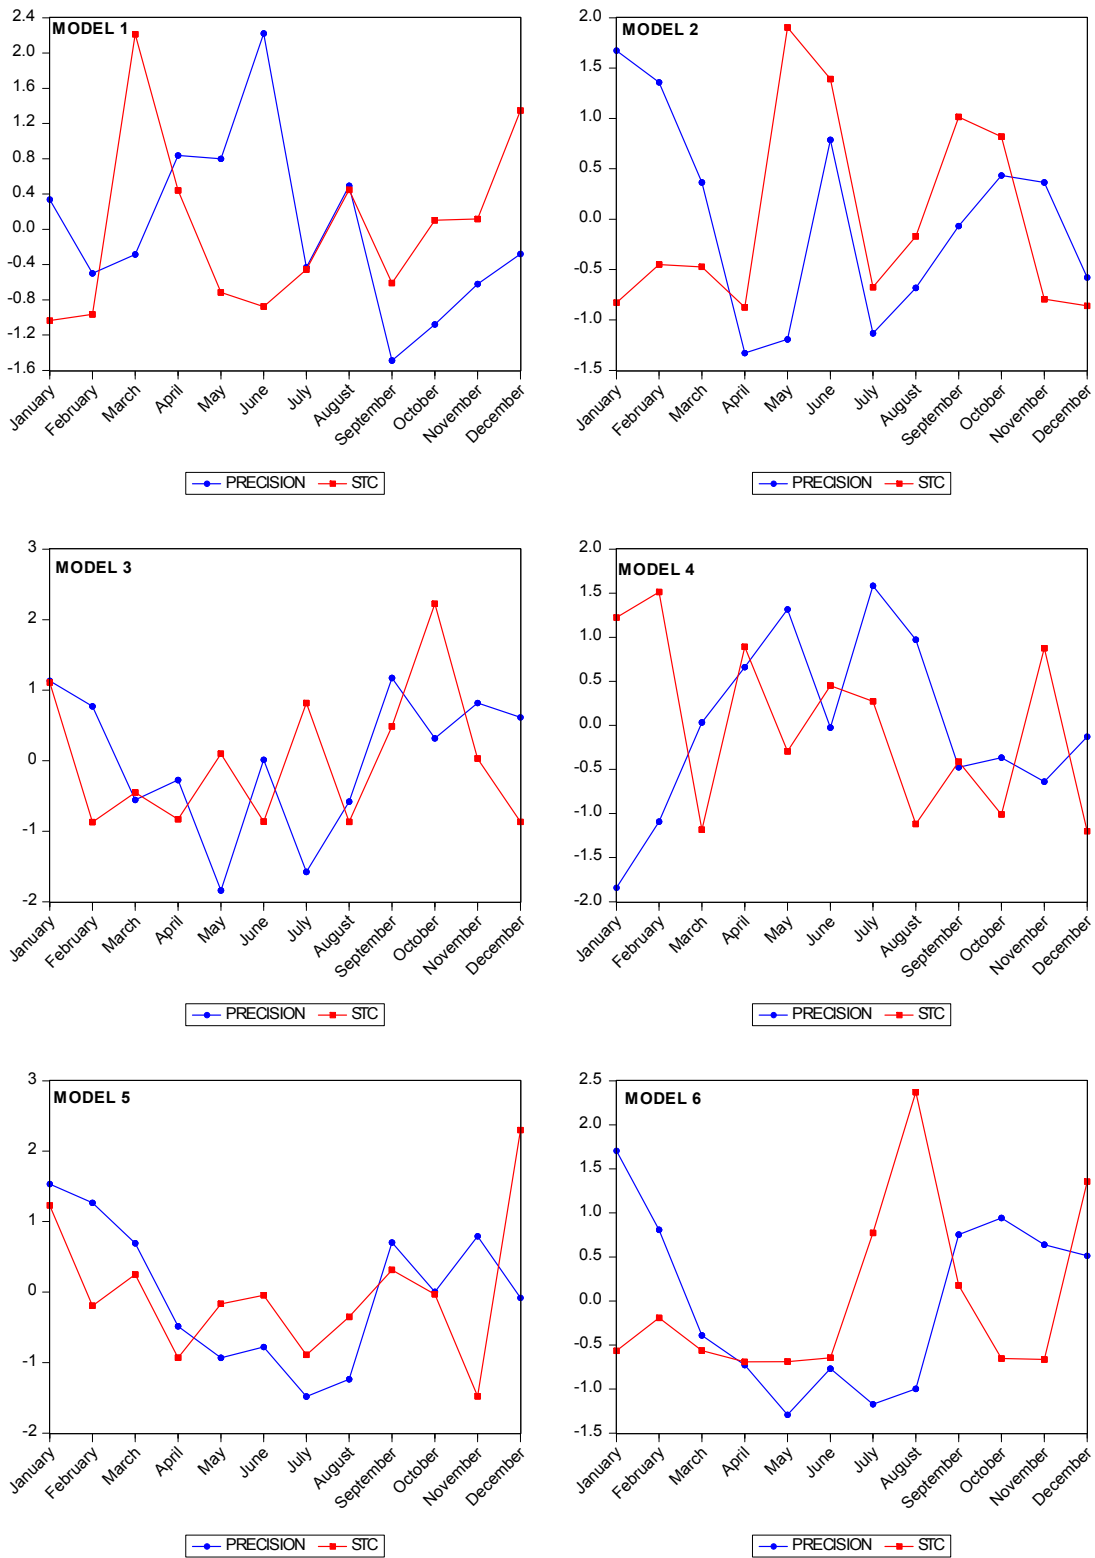 MODEL 1
2.4
2.0
1.6
1.2
0.8
0.4
0.0
-0.4
-0.8
-1.2
-1.6
January
February
March
April
May
June
July
August
September
October
November
December
PRECISION STC
MODEL 2
2.0
1.5
1.0
0.5
0.0
-0.5
-1.0
-1.5
January
February
March
April
May
June
July
August
September
October
November
December
PRECISION STC
MODEL 3
3
2
1
0
-1
-2
January
February
March
April
May
June
July
August
September
October
November
December
PRECISION STC
MODEL 4
2.0
1.5
1.0
0.5
0.0
-0.5
-1.0
-1.5
-2.0
January
February
March
April
May
June
July
August
September
October
November
December
PRECISION STC
MODEL 5
3
2
1
0
-1
-2
January
February
March
April
May
June
July
August
September
October
November
December
PRECISION STC
MODEL 6
2.5
2.0
1.5
1.0
0.5
0.0
-0.5
-1.0
-1.5
January
February
March
April
May
June
July
August
September
October
November
December
PRECISION STC